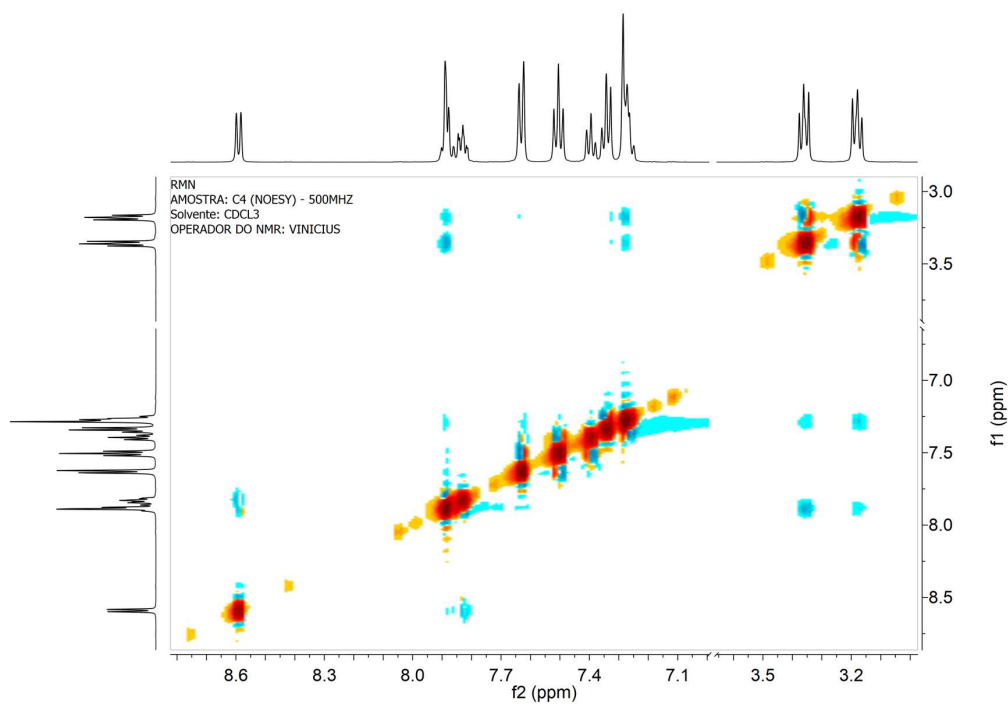 RMN
AMOSTRA: C4 (NOESY) - 500MHZ
Solvente: CDCL3
OPERADOR DO NMR: VINICIUS
3.0
3.5
7.0
7.5
8.0
8.5
f1 (ppm)
8.6 8.3 8.0 7.7 7.4 7.1 3.5 3.2
f2 (ppm)